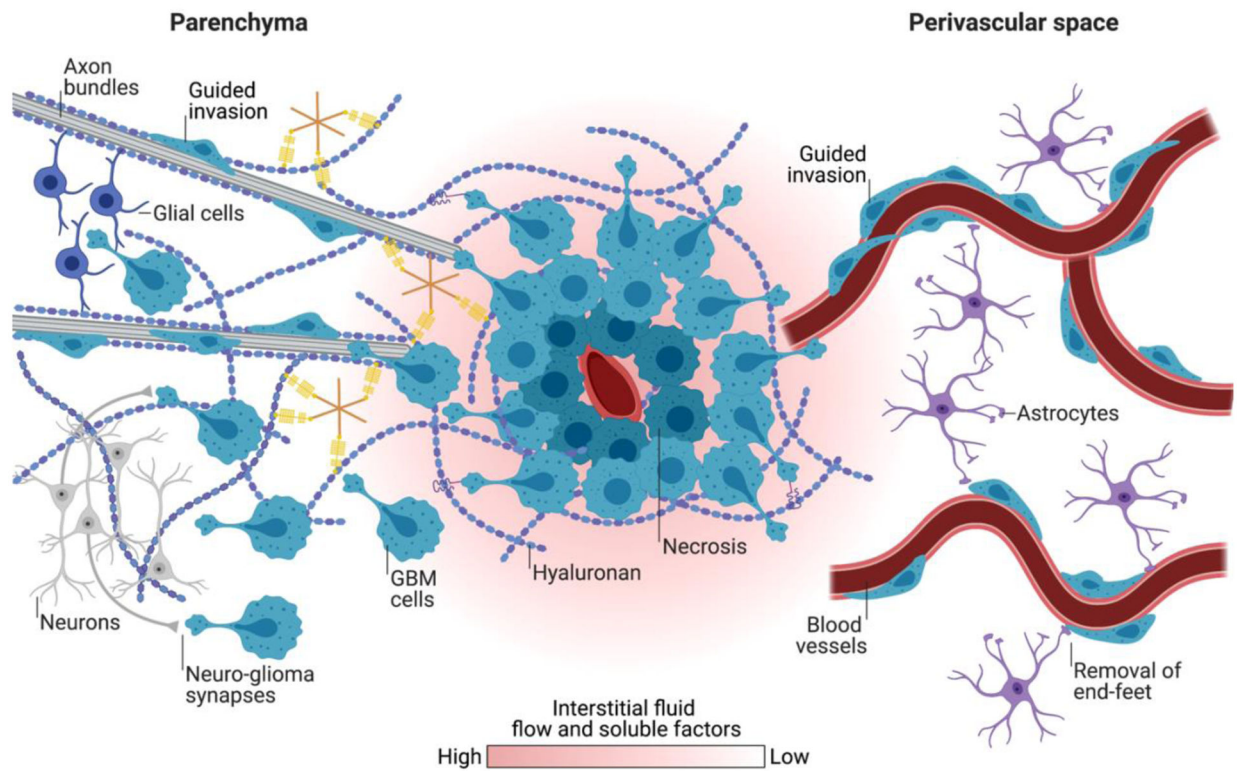 Parenchyma
Perivascular space
Axon
bundles
Guided
invasion
Glial cells
Guided
invasion
Astrocytes
Necrosis
Hyaluronan
GBM
cells
Neurons
Neuro-glioma
synapses
Blood
vessels
Removal of
end-feet
Interstitial fluid
flow and soluble factors
High
Low